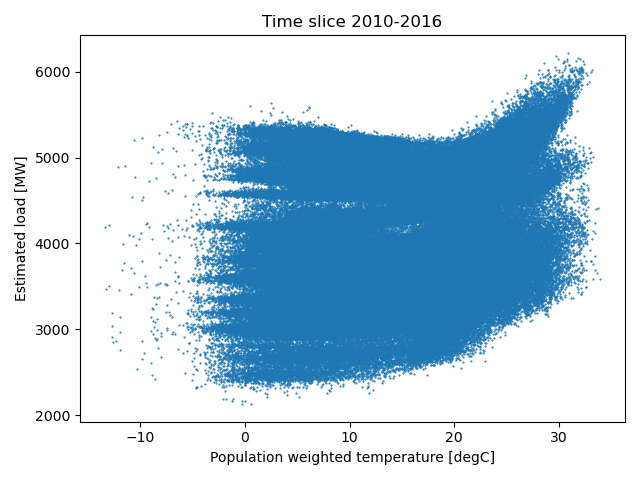 Time slice 2010-2016
Estimated load [MW]
6000
5000
4000
3000
2000
−10 0 10 20 30
Population weighted temperature [degC]